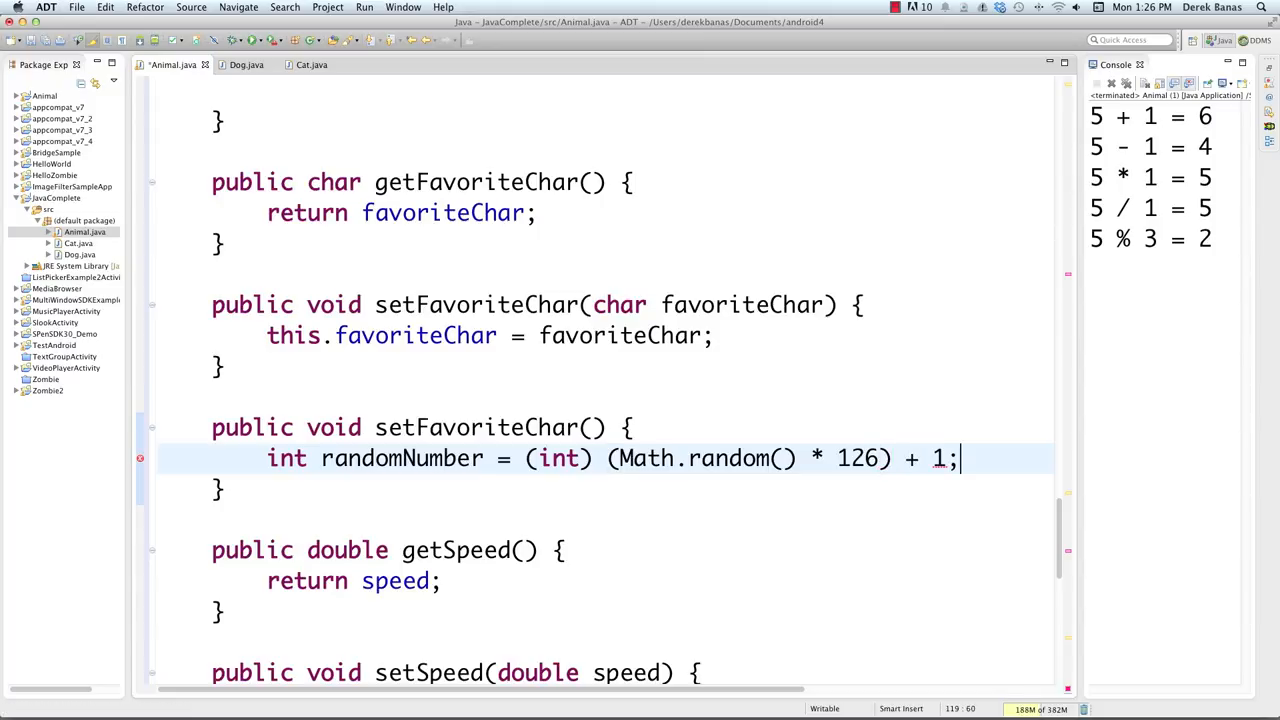 ADT File Edit Refactor Source Navigate Search Project Run Window Help 10 Mon 1:26 PM Derek Banas
Java – JavaComplete/src/Animal.java – ADT – /Users/derekbanas/Documents/android4
Quick Access Java DDMS
Package Exp *Animal.java Dog.java Cat.java Console
<terminated> Animal (1) [Java Application]
Animal
appcompat_v7
appcompat_v7_2
appcompat_v7_3
appcompat_v7_4
BridgeSample
HelloWorld
HelloZombie
ImageFilterSampleApp
JavaComplete
src
(default package)
Animal.java
Cat.java
Dog.java
JRE System Library
ListPickerExample2Activi
MediaBrowser
MultiWindowSDKExample
MusicPlayerActivity
SlookActivity
SPenSDK30_Demo
TestAndroid
TextGroupActivity
VideoPlayerActivity
Zombie
Zombie2
}
public char getFavoriteChar() {
return favoriteChar;
}
public void setFavoriteChar(char favoriteChar) {
this.favoriteChar = favoriteChar;
}
public void setFavoriteChar() {
int randomNumber = (int) (Math.random() * 126) + 1;
}
public double getSpeed() {
return speed;
}
public void setSpeed(double speed) {
5 + 1 = 6
5 - 1 = 4
5 * 1 = 5
5 / 1 = 5
5 % 3 = 2
Writable Smart Insert 119 : 60 188M of 382M